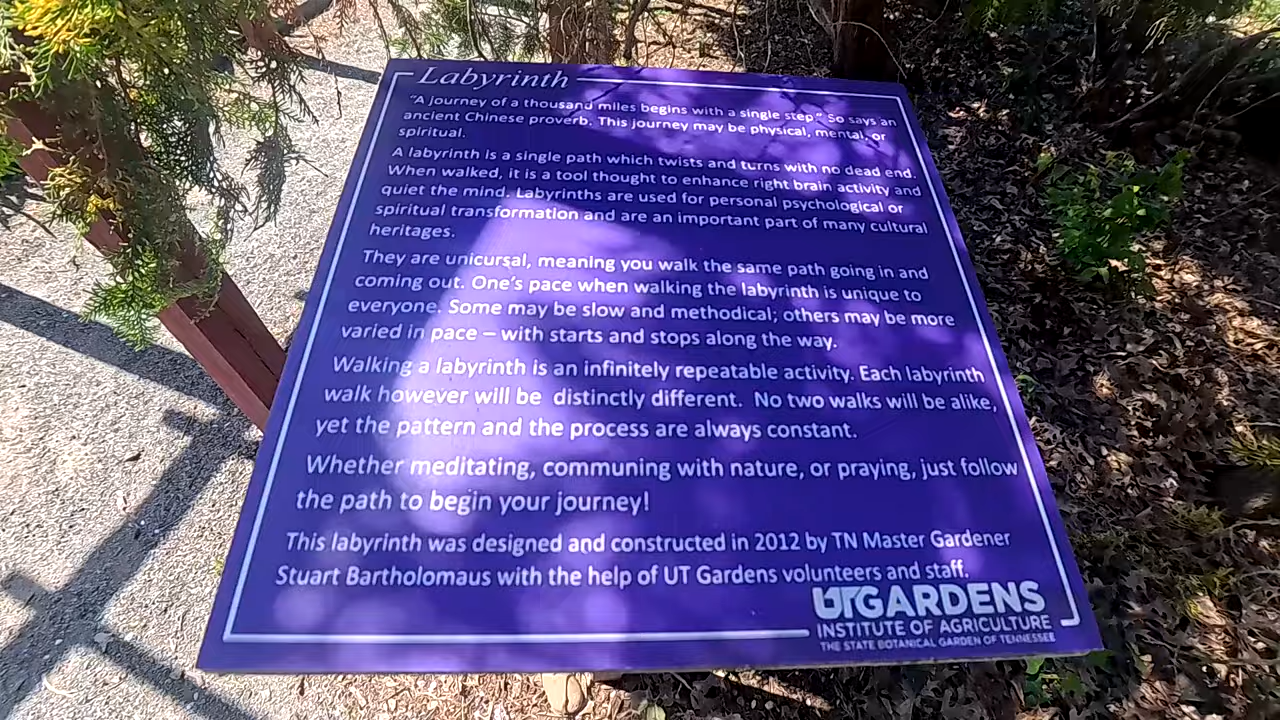 Labyrinth
"A journey of a thousand miles begins with a single step." So says an
ancient Chinese proverb. This journey may be physical, mental, or
spiritual.
A labyrinth is a single path which twists and turns with no dead end.
When walked, it is a tool thought to enhance right brain activity and
quiet the mind. Labyrinths are used for personal psychological or
spiritual transformation and are an important part of many cultural
heritages.
They are unicursal, meaning you walk the same path going in and
coming out. One's pace when walking the labyrinth is unique to
everyone. Some may be slow and methodical; others may be more
varied in pace – with starts and stops along the way.
Walking a labyrinth is an infinitely repeatable activity. Each labyrinth
walk however will be distinctly different. No two walks will be alike,
yet the pattern and the process are always constant.
Whether meditating, communing with nature, or praying, just follow
the path to begin your journey!
This labyrinth was designed and constructed in 2012 by TN Master Gardener
Stuart Bartholomaus with the help of UT Gardens volunteers and staff.
UTGARDENS
INSTITUTE OF AGRICULTURE
THE STATE BOTANICAL GARDEN OF TENNESSEE